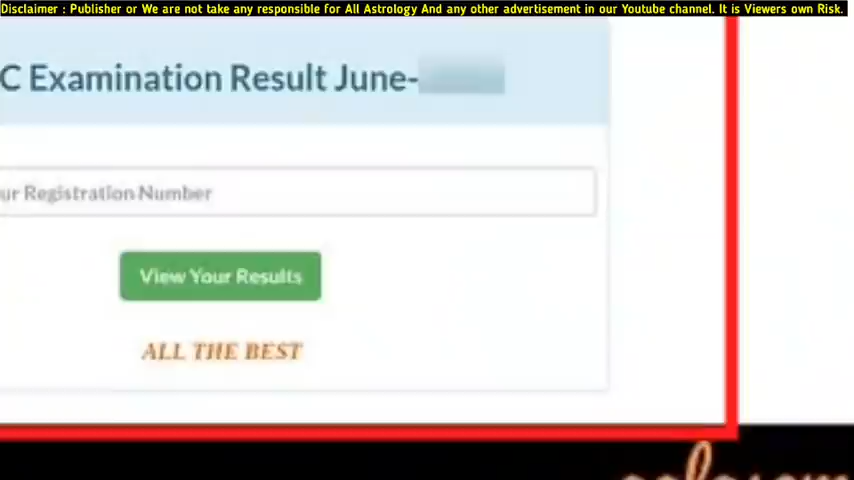 Disclaimer : Publisher or We are not take any responsible for All Astrology And any other advertisement in our Youtube channel. It is Viewers own Risk.
C Examination Result June-
ur Registration Number
View Your Results
ALL THE BEST